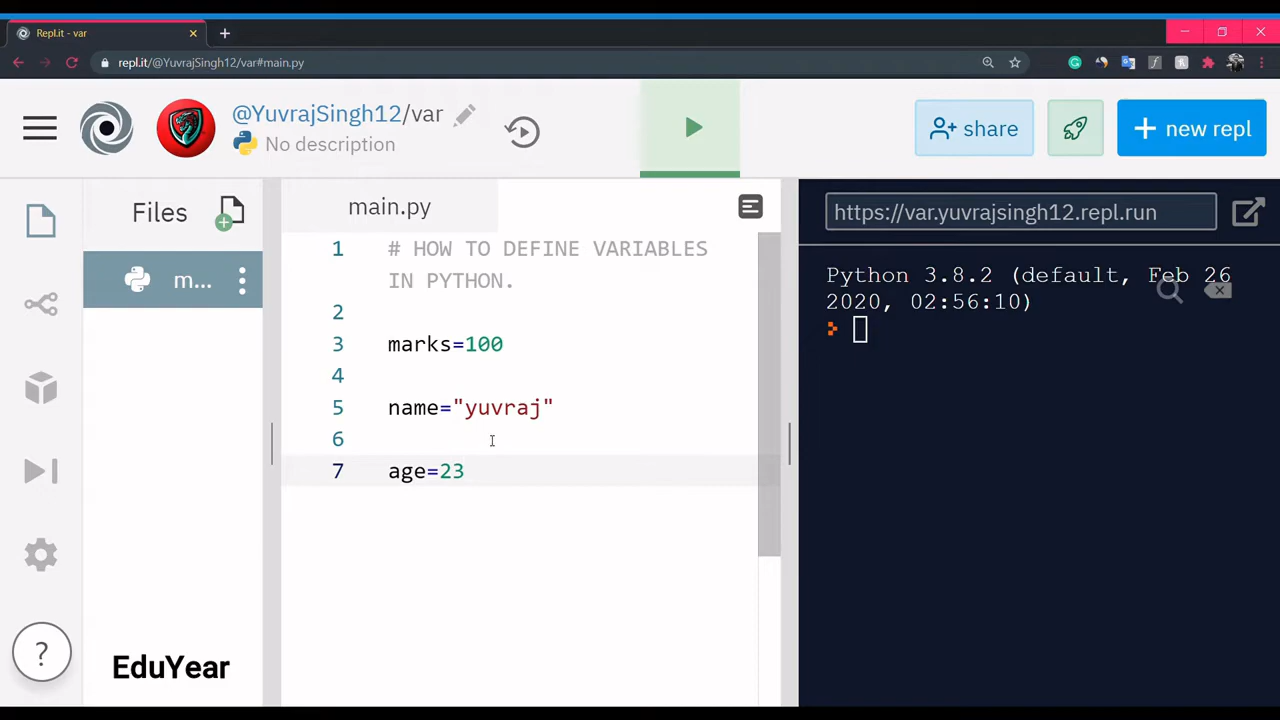 Repl.it - var
repl.it/@YuvrajSingh12/var#main.py
@YuvrajSingh12/var
No description
share
new repl
Files
m...
main.py
https://var.yuvrajsingh12.repl.run
1 # HOW TO DEFINE VARIABLES
IN PYTHON.
2
3 marks=100
4
5 name="yuvraj"
6
7 age=23
Python 3.8.2 (default, Feb 26
2020, 02:56:10)
?
EduYear